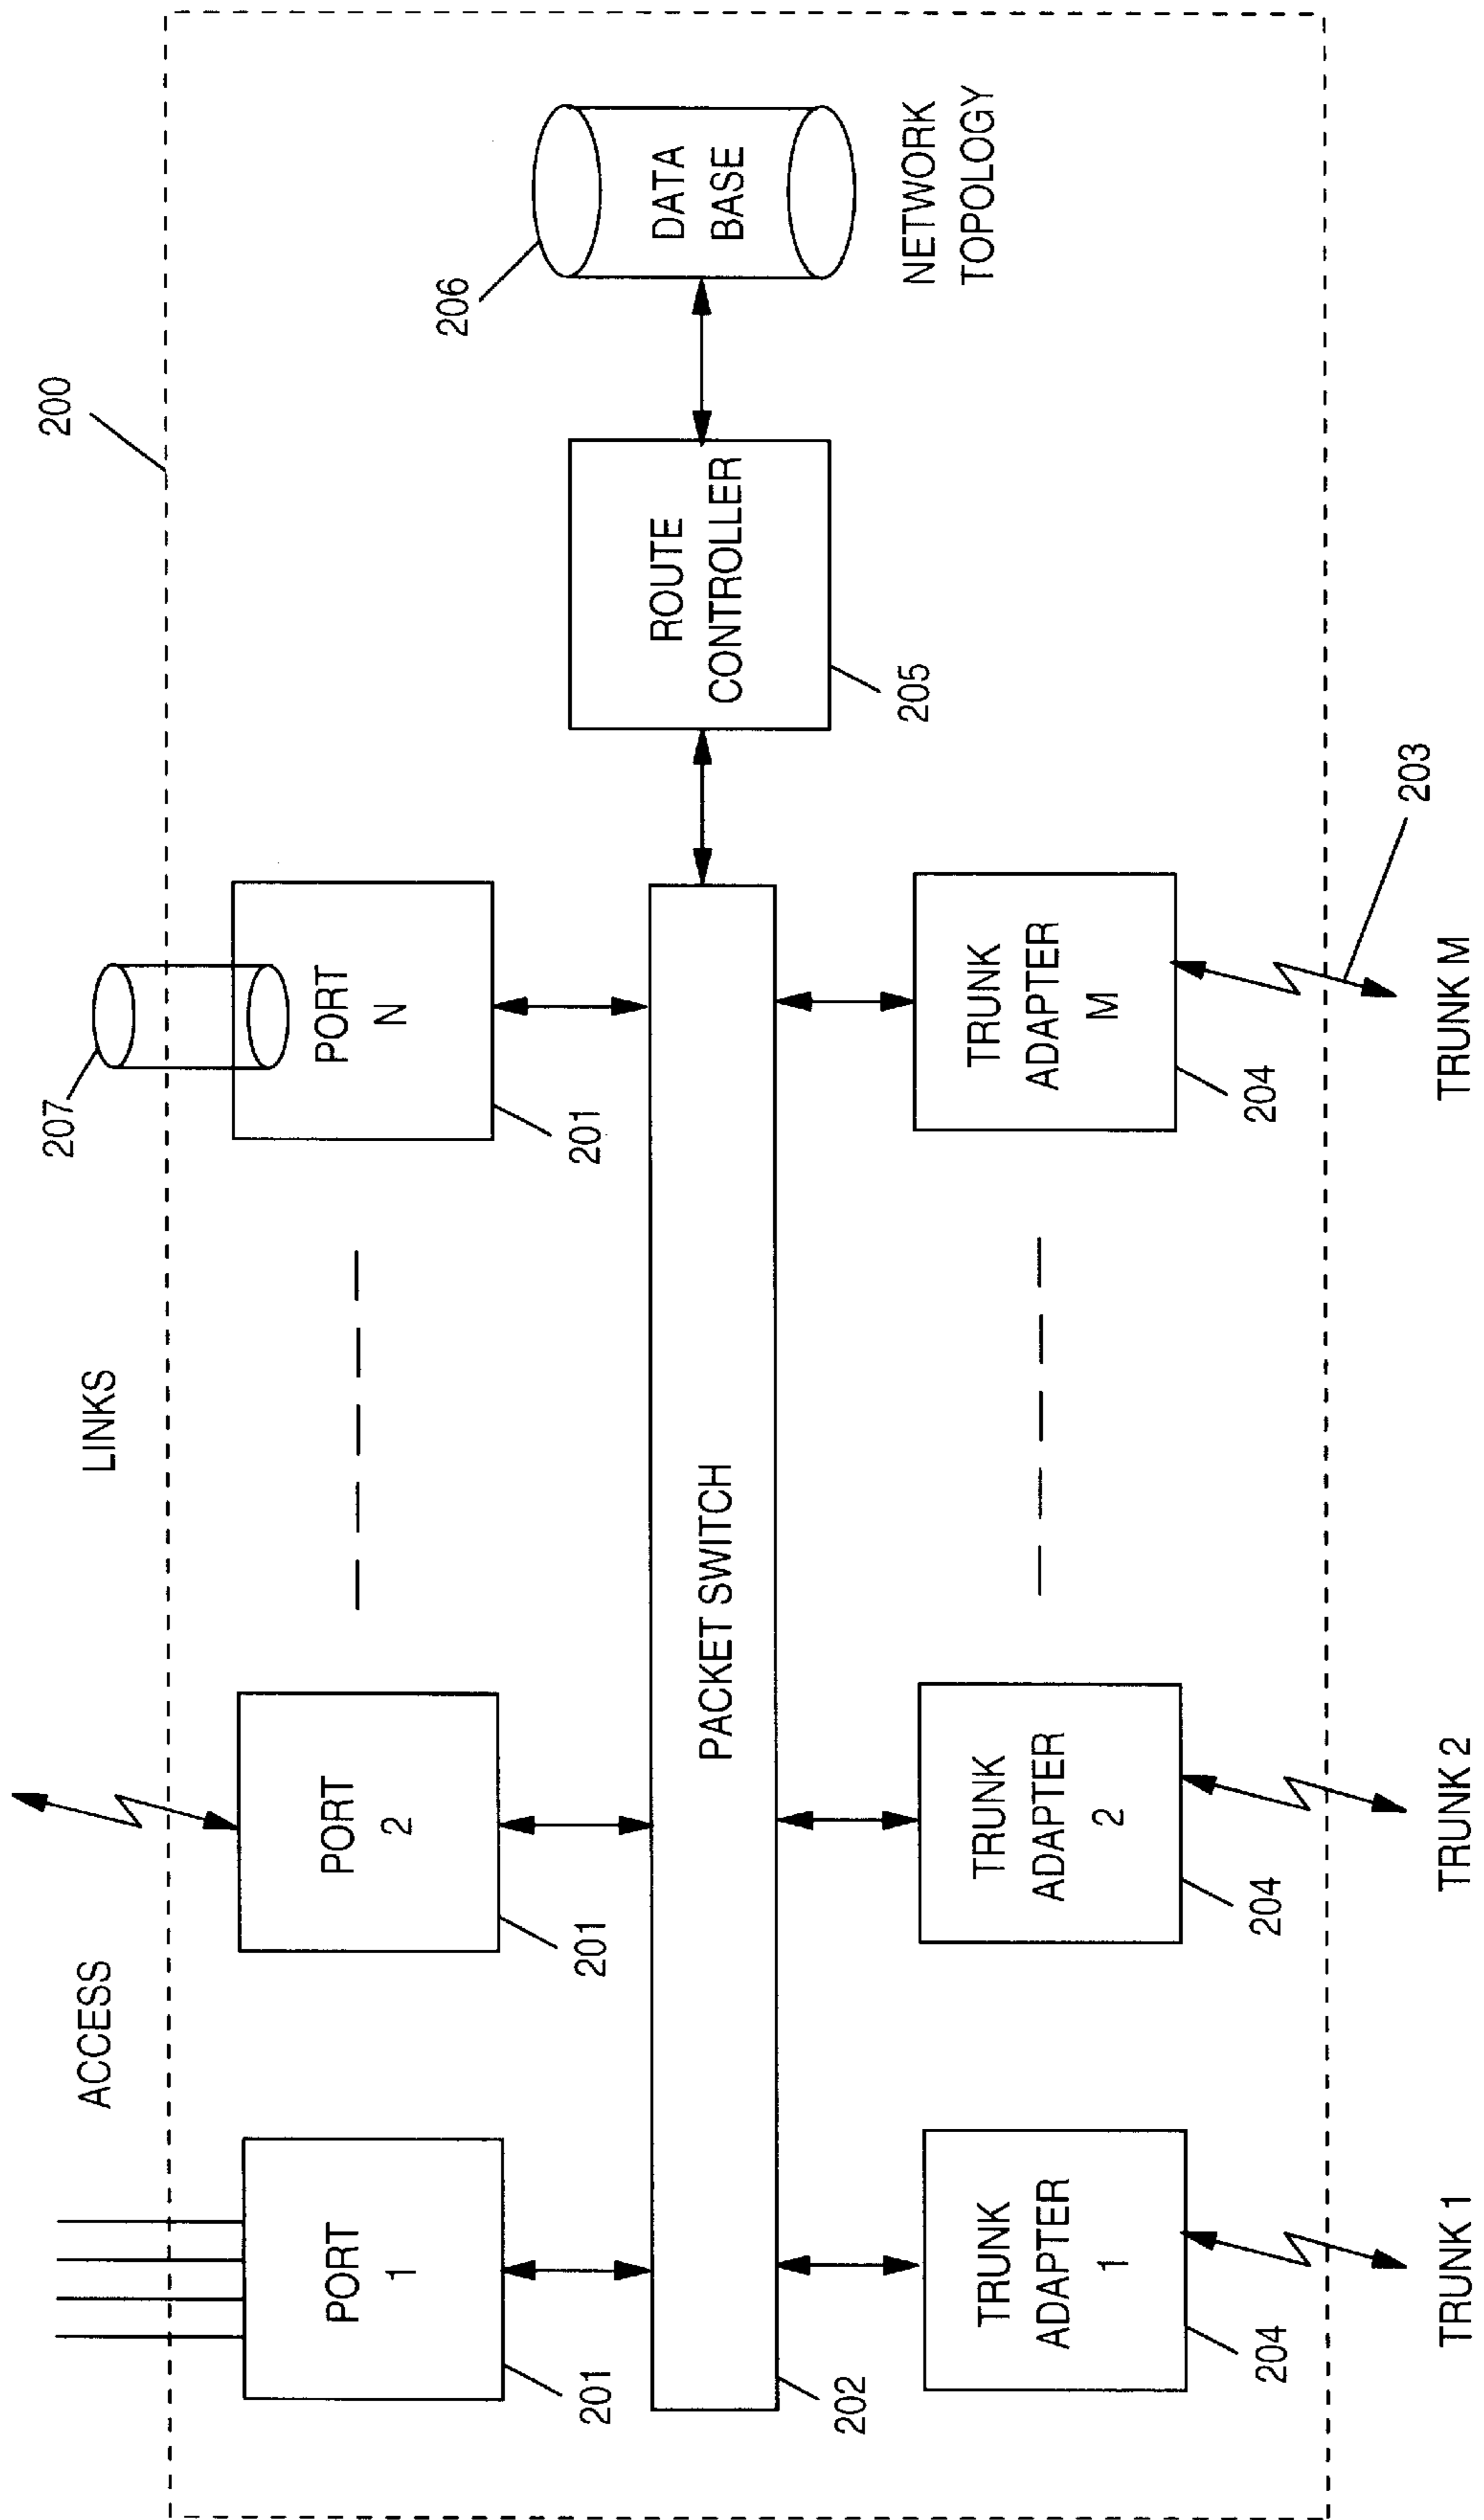 200
ACCESS
LINKS
207
PORT
1
PORT
2
PORT
N
201
201
201
206
PACKET SWITCH
202
ROUTE
CONTROLLER
205
DATA
BASE
NETWORK
TOPOLOGY
TRUNK
ADAPTER
1
TRUNK
ADAPTER
2
TRUNK
ADAPTER
M
204
204
204
203
TRUNK 1
TRUNK 2
TRUNK M